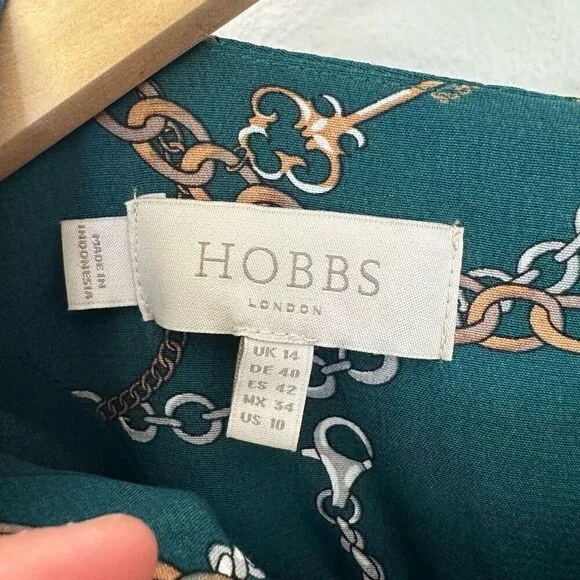 HOBBS
LONDON
MADE IN
INDONESIA
UK 14
DE 40
ES 42
MX 34
US 10